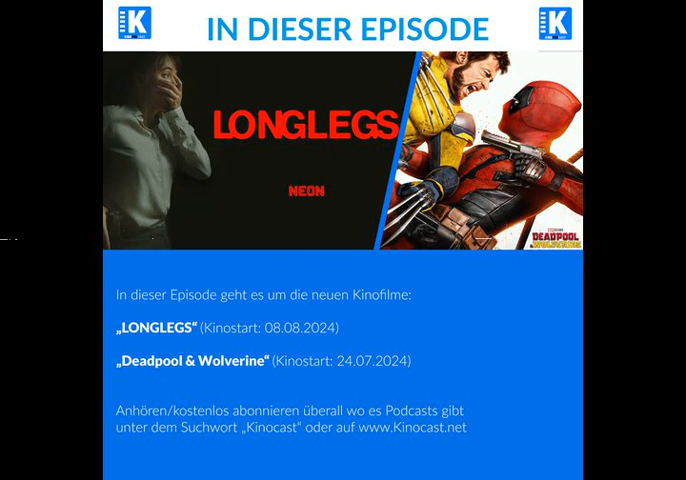 IN DIESER EPISODE
K
K
LONGLEGS
NEON
DEADPOOL
& WOLVERINE
In dieser Episode geht es um die neuen Kinofilme:
„LONGLEGS“ (Kinostart: 08.08.2024)
„Deadpool & Wolverine“ (Kinostart: 24.07.2024)
Anhören/kostenlos abonnieren überall wo es Podcasts gibt
unter dem Suchwort „Kinocast“ oder auf www.Kinocast.net